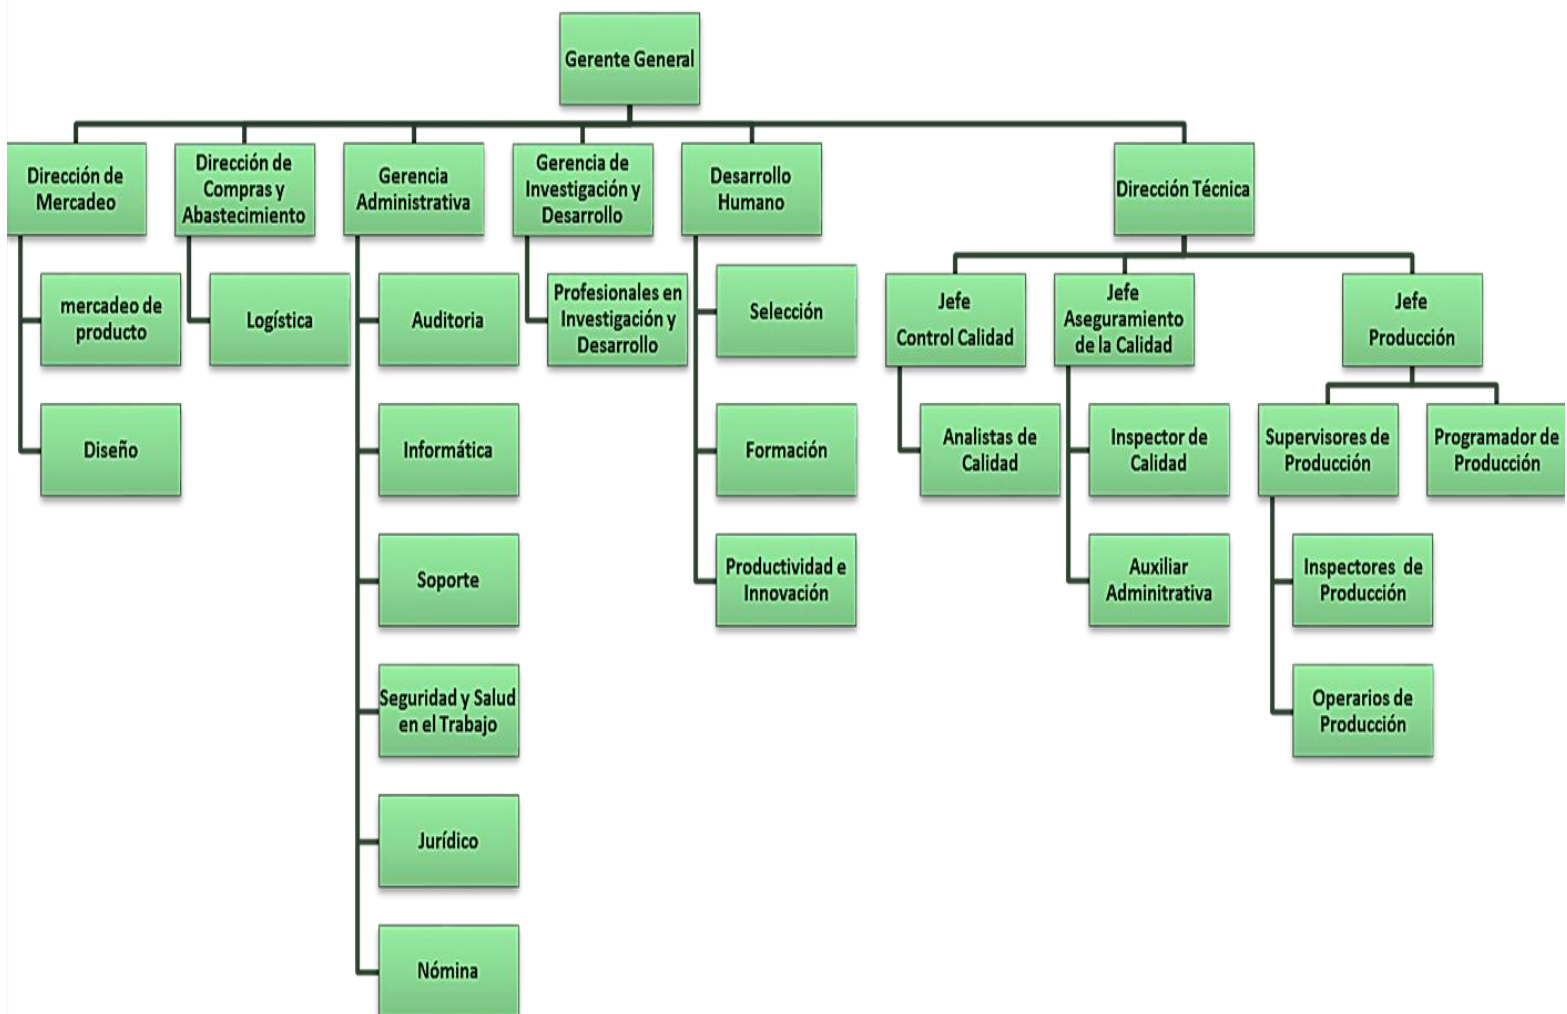 Gerente General
Dirección de
Mercadeo
Dirección de
Compras y
Abastecimiento
Gerencia
Administrativa
Gerencia de
Investigación y
Desarrollo
Desarrollo
Humano
Dirección Técnica
mercadeo de
producto
Diseño
Logística
Auditoria
Informática
Soporte
Seguridad y Salud
en el Trabajo
Jurídico
Nómina
Profesionales en
Investigación y
Desarrollo
Selección
Formación
Productividad e
Innovación
Jefe
Control Calidad
Analistas de
Calidad
Jefe
Aseguramiento
de la Calidad
Inspector de
Calidad
Auxiliar
Adminitrativa
Jefe
Producción
Supervisores de
Producción
Inspectores de
Producción
Operarios de
Producción
Programador de
Producción